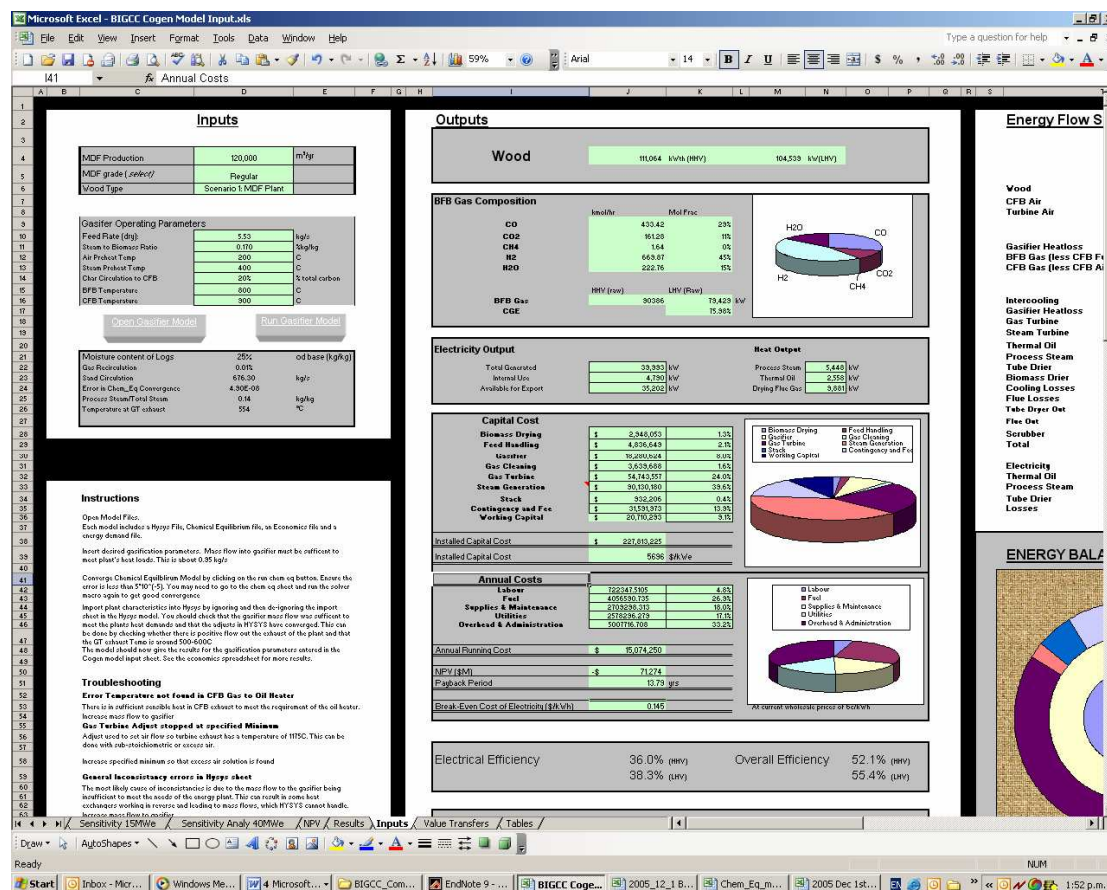 Microsoft Excel - BIGCC Cogen Model Input.xls
File Edit View Insert Format Tools Data Window Help
Type a question for help
59%
Arial
14
I41
fx Annual Costs
Inputs
MDF Production 120,000 m³/yr
MDF grade (select) Regular
Wood Type Scenario 1: MDF Plant
Gasifer Operating Parameters
Feed Rate (dry): 5.53 kg/s
Steam to Biomass Ratio 0.170 %kg/kg
Air Preheat Temp 200 C
Steam Preheat Temp 400 C
Char Circulation to CFB 20% % total carbon
BFB Temperature 800 C
CFB Temperature 900 C
Open Gasifier Model
Run Gasifier Model
Moisture content of Logs 25% od base (kg/kg)
Gas Recirculation 0.01%
Sand Circulation 676.30 kg/s
Error in Chem_Eq Convergence 4.90E-08
Process Steam/Total Steam 0.14 kg/kg
Temperature at GT exhaust 554 ºC
Instructions
Open Model Files.
Each model includes a Hysys File, Chemical Equilibrium file, an Economics file and a
energy demand file.
Insert desired gasification parameters. Mass flow into gasifier must be sufficent to
meet plant's heat loads. This is about 0.95 kg/s
Converge Chemical Equiblirum Model by clicking on the run chem eq button. Ensure the
error is less than 5*10^(-5). You may need to go to the chem eq sheet and run the solver
macro again to get good convergence
Import plant characteristics into Hysys by ignoring and then de-ignoring the import
sheet in the Hysys model. You should check that the gasifier mass flow was sufficent to
meet the plants heat demands and that the adjusts in HYSYS have converged. This can
be done by checking whether there is positive flow out the exhaust of the plant and that
the GT exhaust Temp is around 500-600C
The model should now give the results for the gasification parameters entered in the
Cogen model input sheet. See the economics spreadsheet for more results.
Troubleshooting
Error Temperature not found in CFB Gas to Oil Heater
There is in sufficient sensible heat in CFB exhaust to meet the requirement of the oil heater.
Increase mass flow to gasifier
Gas Turbine Adjust stopped at specified Minimum
Adjust used to set air flow so turbine exhaust has a temperature of 1175C. This can be
done with sub-stoichiometric or excess air.
Increase specified minimum so that excess air solution is found
General Inconsistancy errors in Hysys sheet
The most likely cause of inconsistancies is due to the mass flow to the gasifier being
insufficient to meet the needs of the energy plant. This can result in some heat
exchangers working in reverse and leading to mass flows, which HYSYS cannot handle.
Increase mass flow to gasifier
Outputs
Wood 111,064 kWth (HHV) 104,539 kW(LHV)
BFB Gas Composition
kmol/hr Mol Frac
CO 433.42 29%
CO2 161.28 11%
CH4 1.64 0%
H2 669.87 45%
H2O 222.76 15%
HHV (raw) LHV (Raw)
BFB Gas 90386 79,429 kW
CGE 75.98%
H2O
CO
CO2
CH4
H2
Electricity Output
Heat Output
Total Generated 39,993 kW
Internal Use 4,790 kW
Available for Export 35,202 kW
Process Steam 5,448 kW
Thermal Oil 2,558 kW
Drying Flue Gas 9,881 kW
Capital Cost
Biomass Drying $ 2,948,053 1.3%
Feed Handling $ 4,836,649 2.1%
Gasifier $ 18,280,624 8.0%
Gas Cleaning $ 3,639,688 1.6%
Gas Turbine $ 54,743,557 24.0%
Steam Generation $ 90,130,180 39.6%
Stack $ 932,206 0.4%
Contingency and Fee $ 31,591,973 13.9%
Working Capital $ 20,710,293 9.1%
Installed Capital Cost $ 227,813,225
Installed Capital Cost 5696 $/kWe
Biomass Drying
Feed Handling
Gasifier
Gas Cleaning
Gas Turbine
Steam Generation
Stack
Contingency and Fee
Working Capital
Annual Costs
Labour 722347.5105 4.8%
Fuel 4056590.735 26.9%
Supplies & Maintenance 2709298.313 18.0%
Utilities 2578296.279 17.1%
Overhead & Administration 5007716.708 33.2%
Labour
Fuel
Supplies & Maintenance
Utilities
Overhead & Administration
Annual Running Cost $ 15,074,250
NPV ($M) -$ 71.274
Payback Period 13.79 yrs
Break-Even Cost of Electricity ($/kWh) 0.145
At current wholesale prices of 6c/kWh
Electrical Efficiency 36.0% (HHV)
38.3% (LHV)
Overall Efficiency 52.1% (HHV)
55.4% (LHV)
Energy Flow S
Wood
CFB Air
Turbine Air
Gasifier Heatloss
BFB Gas (less CFB F
CFB Gas (less CFB Ai
Intercooling
Gasifier Heatloss
Gas Turbine
Steam Turbine
Thermal Oil
Process Steam
Tube Drier
Biomass Drier
Cooling Losses
Flue Losses
Tube Dryer Out
Flue Out
Scrubber
Total
Electricity
Thermal Oil
Process Steam
Tube Drier
Losses
ENERGY BALA
Sensitivity 15MWe / Sensitivity Analy 40MWe / NPV / Results / Inputs / Value Transfers / Tables /
Draw AutoShapes
Ready
NUM
Start Inbox - Micr... Windows Me... 4 Microsoft... BIGCC_Com... EndNote 9 - ... BIGCC Coge... 2005_12_1 B... Chem_Eq_m... 2005 Dec 1st... 1:52 p.m.